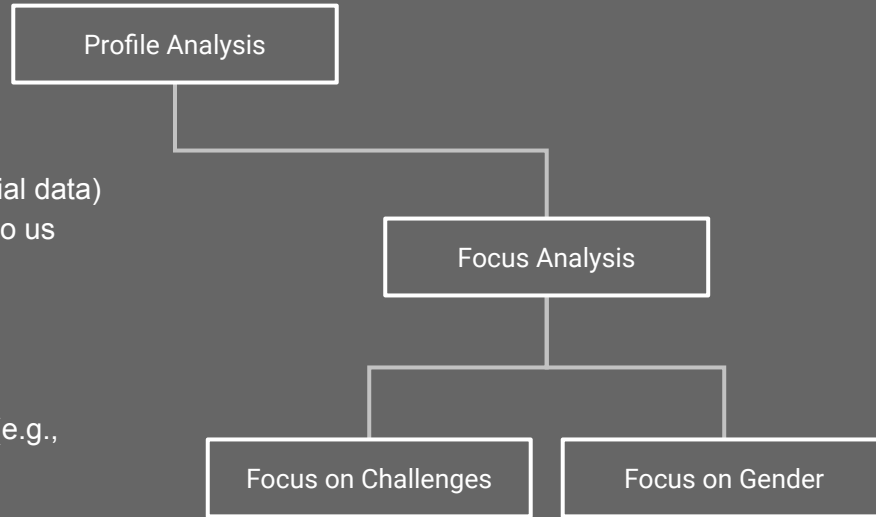 Profile Analysis
ial data)
o us
Focus Analysis
e.g.,
Focus on Challenges
Focus on Gender